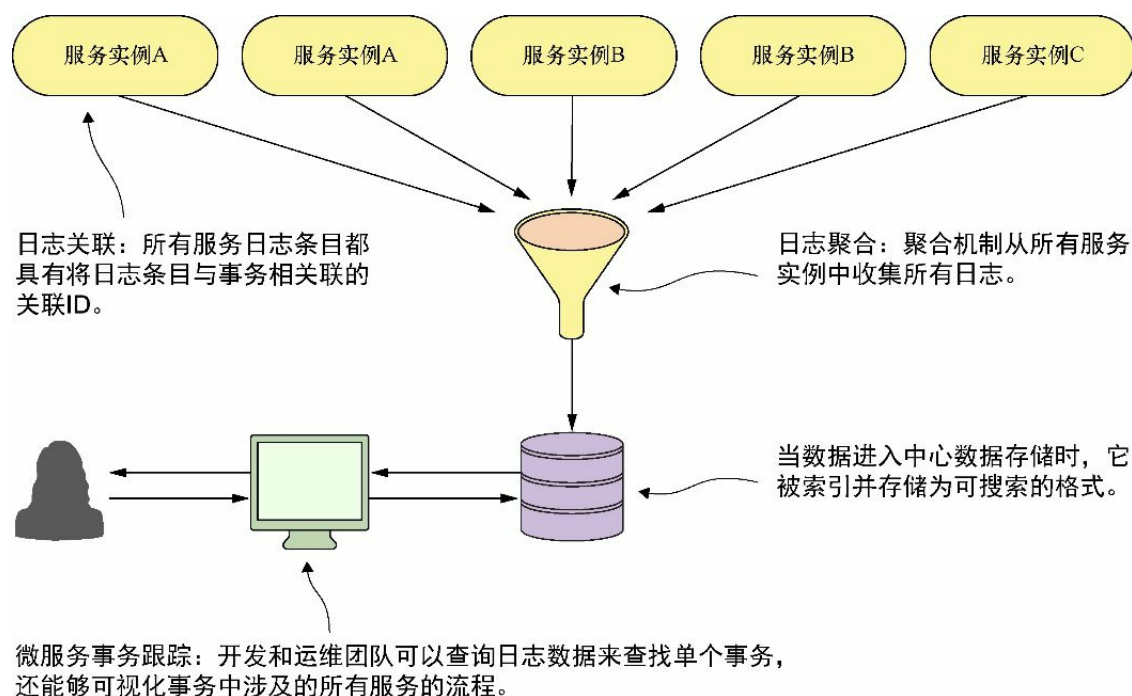 服务实例A
服务实例A
服务实例B
服务实例B
服务实例C
日志关联：所有服务日志条目都
具有将日志条目与事务相关联的
关联ID。
日志聚合：聚合机制从所有服务
实例中收集所有日志。
当数据进入中心数据存储时，它
被索引并存储为可搜索的格式。
微服务事务跟踪：开发和运维团队可以查询日志数据来查找单个事务，
还能够可视化事务中涉及的所有服务的流程。